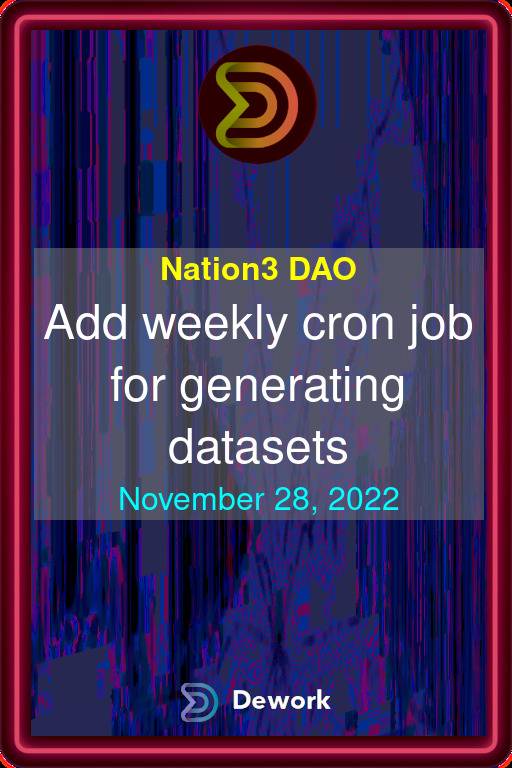 Nation3 DAO
Add weekly cron job
for generating
datasets
November 28, 2022
Dework